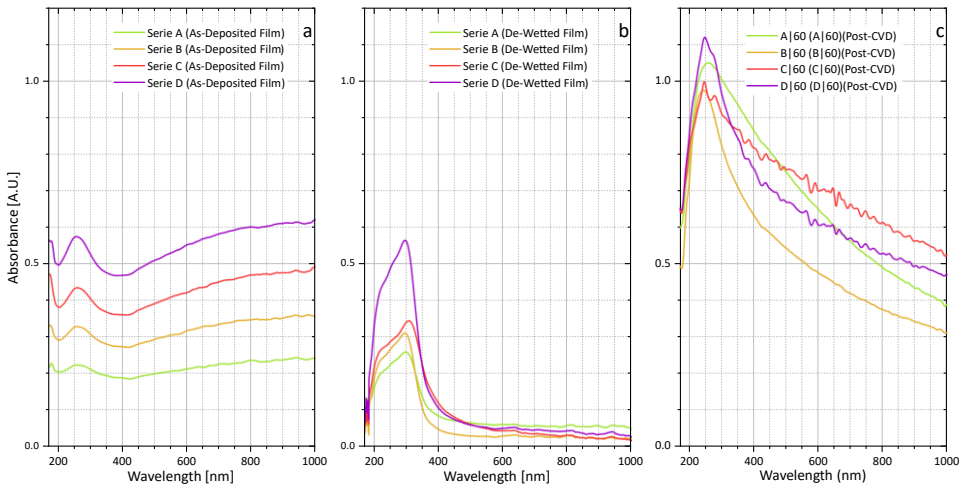 a
Serie A (As-Deposited Film)
Serie B (As-Deposited Film)
Serie C (As-Deposited Film)
Serie D (As-Deposited Film)
1.0
0.5
0.0
Absorbance [A.U.]
200 400 600 800 1000
Wavelength [nm]
b
Serie A (De-Wetted Film)
Serie B (De-Wetted Film)
Serie C (De-Wetted Film)
Serie D (De-Wetted Film)
1.0
0.5
0.0
200 400 600 800 1000
Wavelength [nm]
c
A|60 (A|60)(Post-CVD)
B|60 (B|60)(Post-CVD)
C|60 (C|60)(Post-CVD)
D|60 (D|60)(Post-CVD)
1.0
0.5
0.0
200 400 600 800 1000
Wavelength (nm)